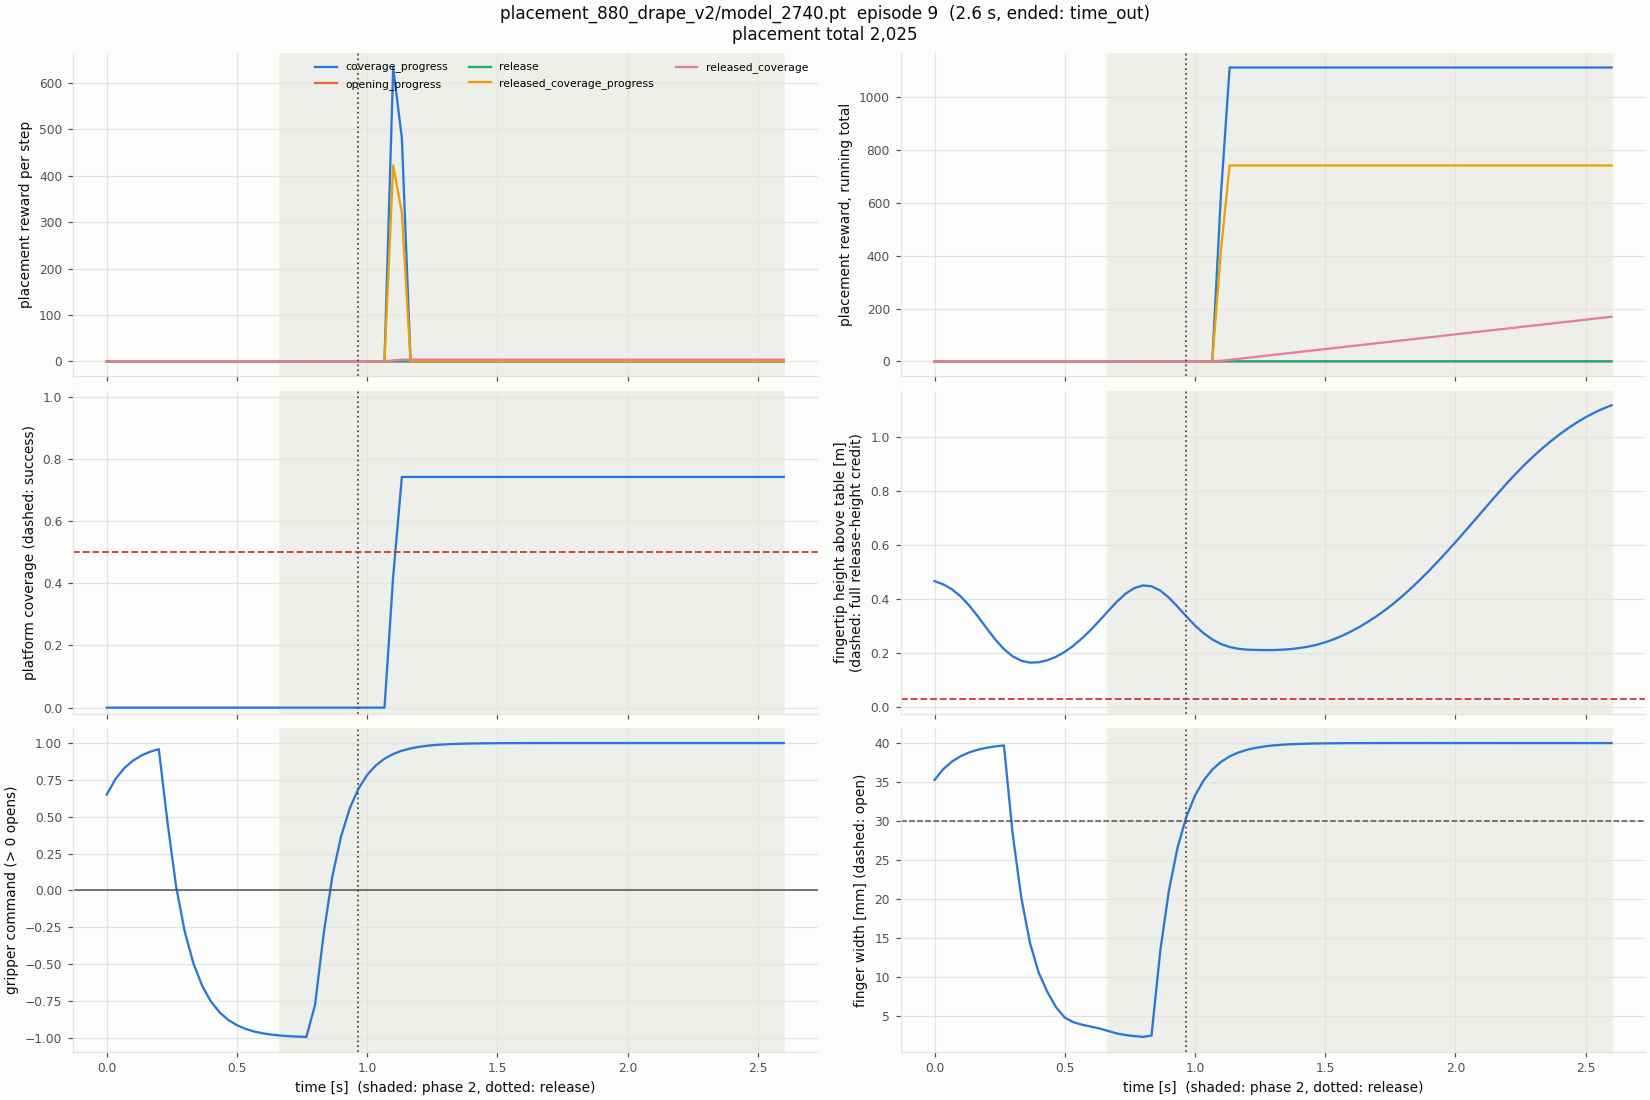 placement_880_drape_v2/model_2740.pt  episode 9  (2.6 s, ended: time_out)
placement total 2,025
placement reward per step
600
500
400
300
200
100
0
coverage_progress
opening_progress
release
released_coverage_progress
released_coverage
placement reward, running total
1000
800
600
400
200
0
platform coverage (dashed: success)
1.0
0.8
0.6
0.4
0.2
0.0
fingertip height above table [m]
(dashed: full release-height credit)
1.0
0.8
0.6
0.4
0.2
0.0
gripper command (> 0 opens)
1.00
0.75
0.50
0.25
0.00
−0.25
−0.50
−0.75
−1.00
0.0 0.5 1.0 1.5 2.0 2.5
time [s]  (shaded: phase 2, dotted: release)
finger width [mm] (dashed: open)
40
35
30
25
20
15
10
5
0.0 0.5 1.0 1.5 2.0 2.5
time [s]  (shaded: phase 2, dotted: release)